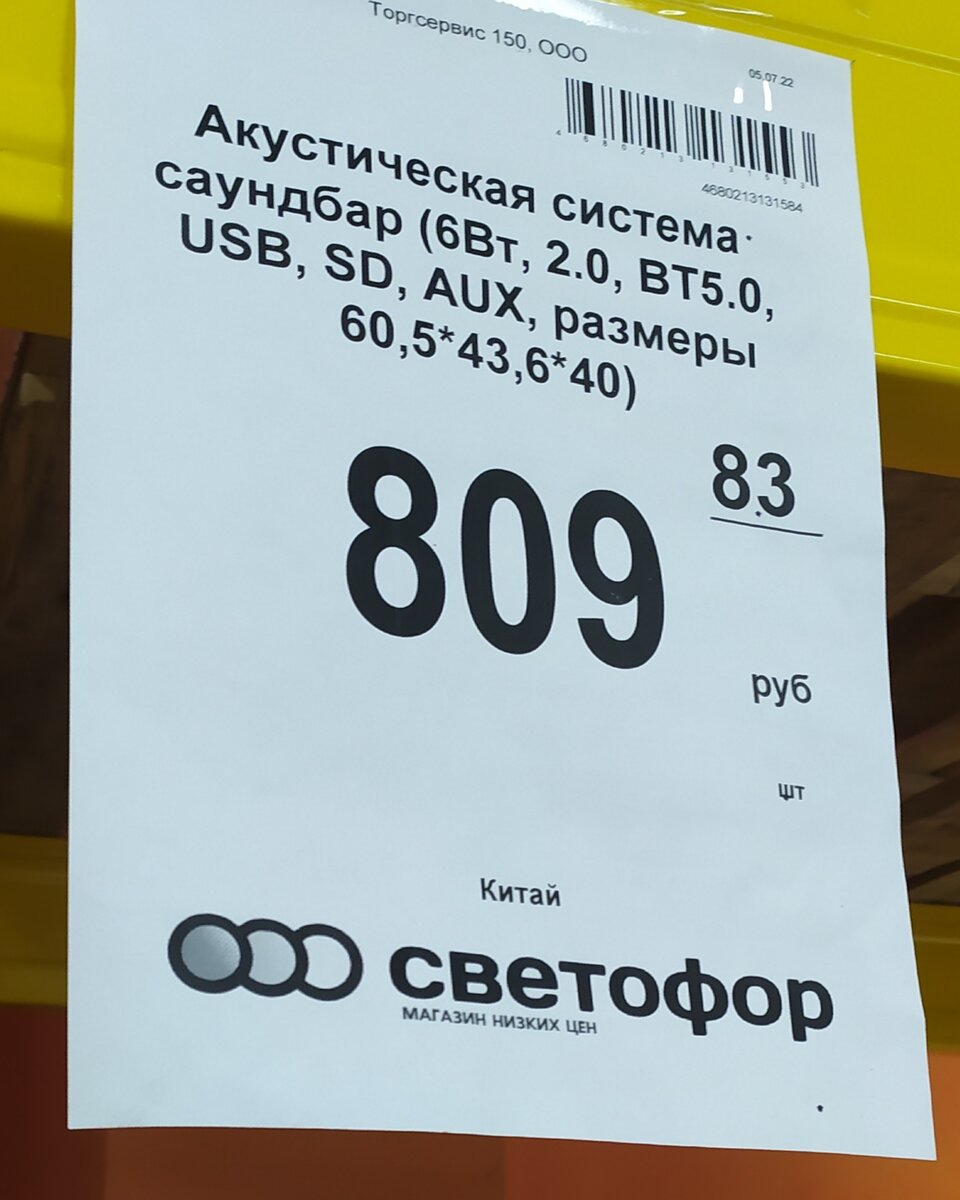 Торгсервис 150, ООО
05.07.22
4680213131584
Акустическая система
саундбар (6Вт, 2.0, BT5.0,
USB, SD, AUX, размеры
60,5*43,6*40)
809
83
руб
шт
Китай
светофор
МАГАЗИН НИЗКИХ ЦЕН